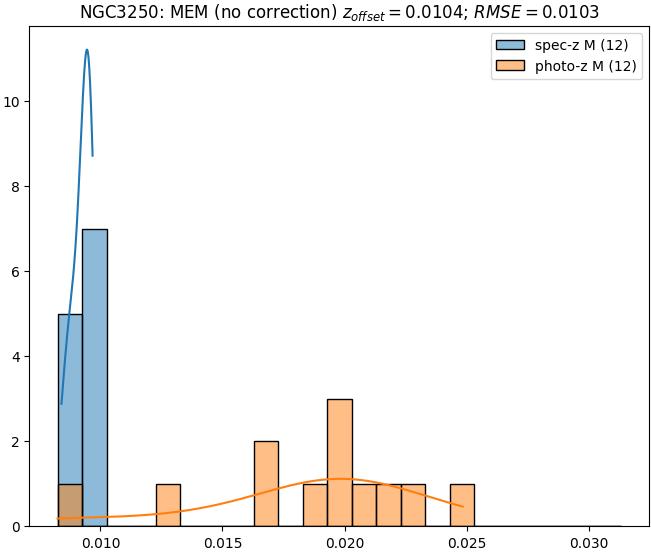 NGC3250: MEM (no correction) z_offset = 0.0104; RMSE = 0.0103
spec-z M (12)
photo-z M (12)
10
8
6
4
2
0
0.010 0.015 0.020 0.025 0.030